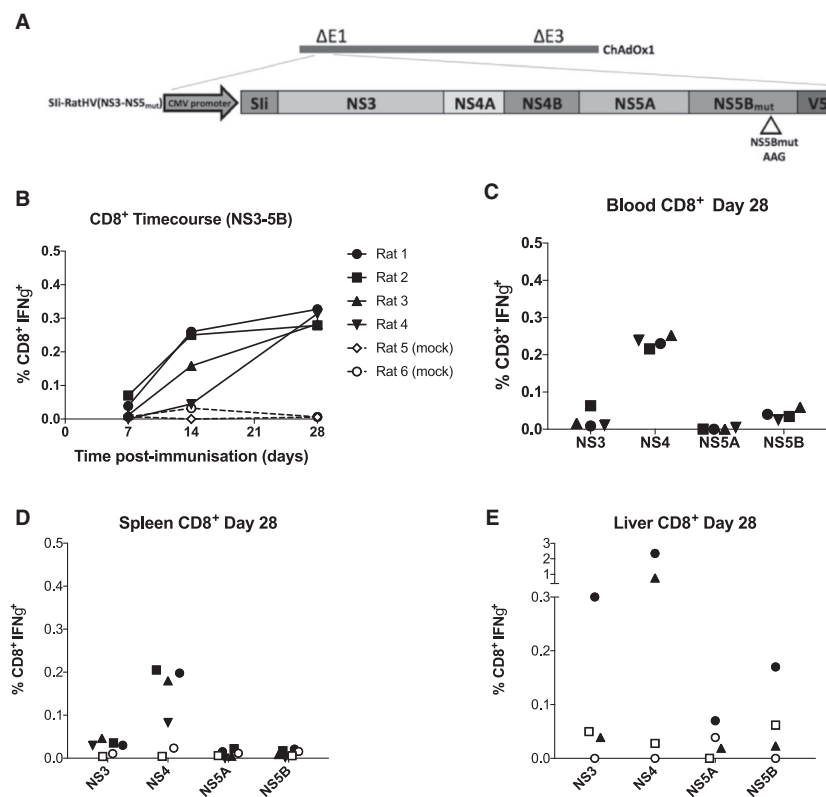 A
ΔE1 ΔE3
ChAdOx1
SIi-RatHV(NS3-NS5mut) CMV promoter SIi NS3 NS4A NS4B NS5A NS5Bmut V5
NS5Bmut
AAG
B
CD8+ Timecourse (NS3-5B)
% CD8+ IFNg+
0.5
0.4
0.3
0.2
0.1
0.0
0 7 14 21 28
Time post-immunisation (days)
Rat 1
Rat 2
Rat 3
Rat 4
Rat 5 (mock)
Rat 6 (mock)
C
Blood CD8+ Day 28
% CD8+ IFNg+
0.5
0.4
0.3
0.2
0.1
0.0
NS3 NS4 NS5A NS5B
D
Spleen CD8+ Day 28
% CD8+ IFNg+
0.5
0.4
0.3
0.2
0.1
0.0
NS3 NS4 NS5A NS5B
E
Liver CD8+ Day 28
% CD8+ IFNg+
3
2
1
0.3
0.2
0.1
0.0
NS3 NS4 NS5A NS5B